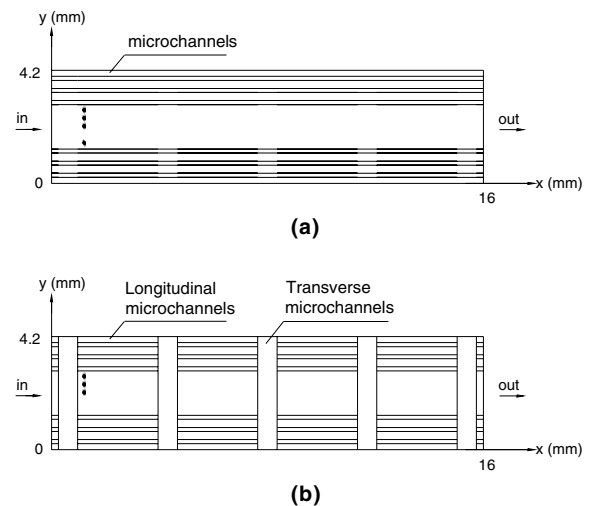 y (mm)
microchannels
4.2
in
out
0
x (mm)
16
(a)
y (mm)
Longitudinal
microchannels
Transverse
microchannels
4.2
in
out
0
x (mm)
16
(b)